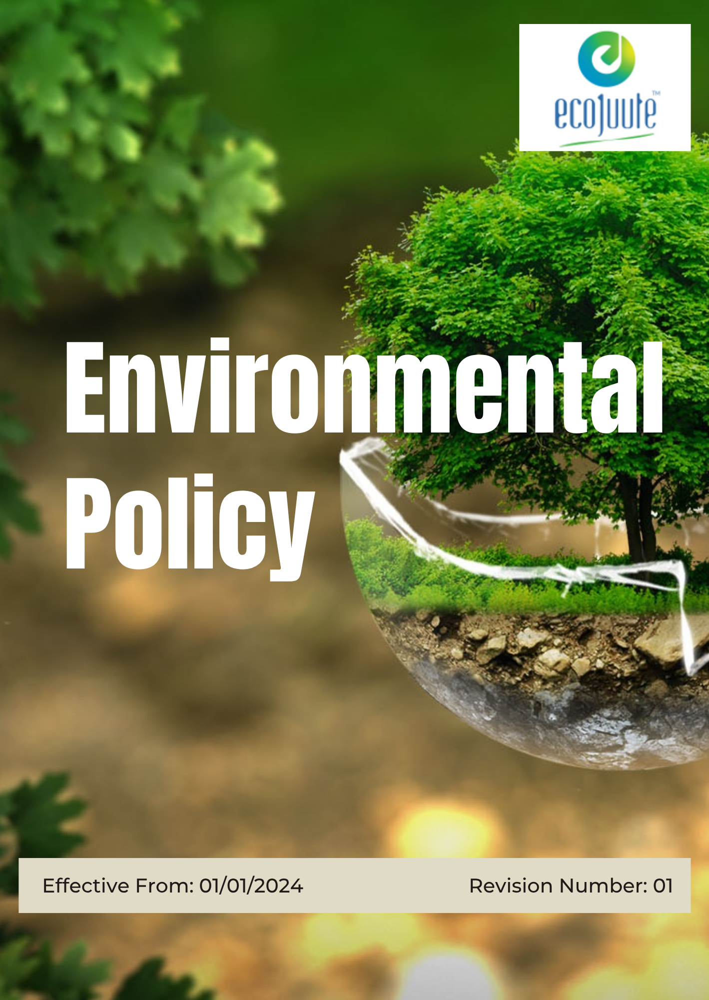 ecojuute™
Environmental
Policy
Effective From: 01/01/2024
Revision Number: 01